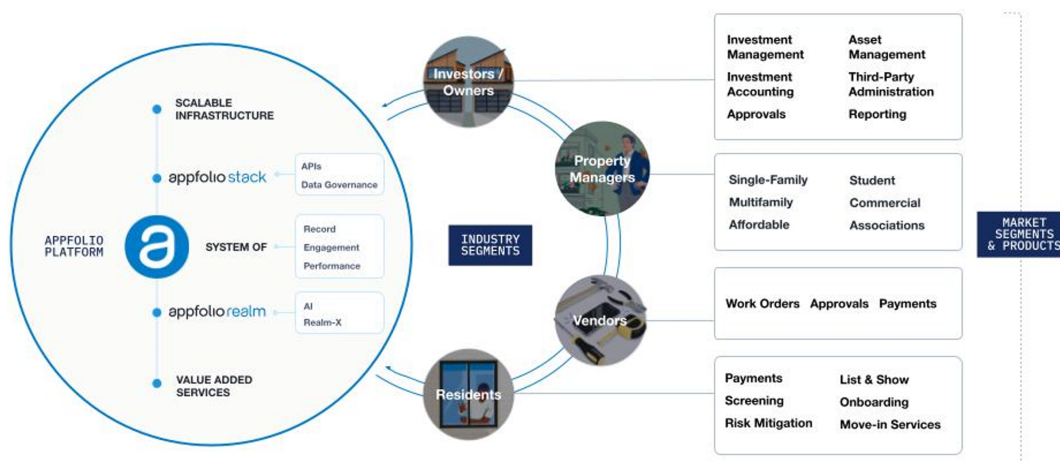 APPFOLIO
PLATFORM
SCALABLE
INFRASTRUCTURE
appfolio stack
APIs
Data Governance
a
SYSTEM OF
Record
Engagement
Performance
appfolio realm
AI
Realm-X
VALUE ADDED
SERVICES
INDUSTRY
SEGMENTS
Investors /
Owners
Property
Managers
Vendors
Residents
Investment
Management
Asset
Management
Investment
Accounting
Third-Party
Administration
Approvals
Reporting
Single-Family
Student
Multifamily
Commercial
Affordable
Associations
Work Orders Approvals Payments
Payments
List & Show
Screening
Onboarding
Risk Mitigation
Move-in Services
MARKET
SEGMENTS
& PRODUCTS